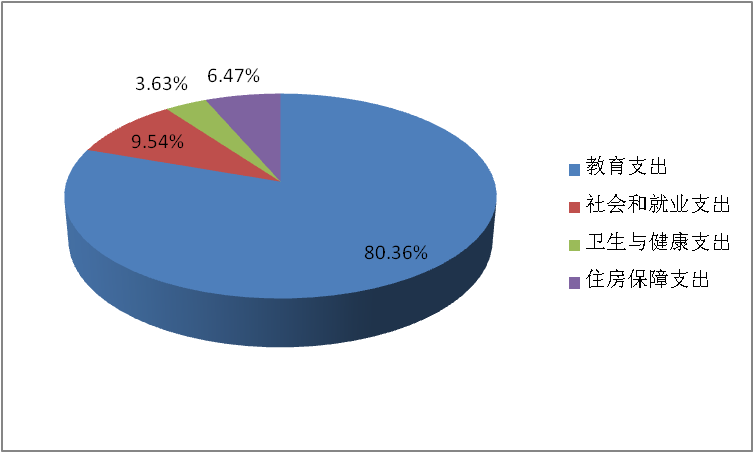 3.63%
6.47%
9.54%
80.36%
教育支出
社会和就业支出
卫生与健康支出
住房保障支出